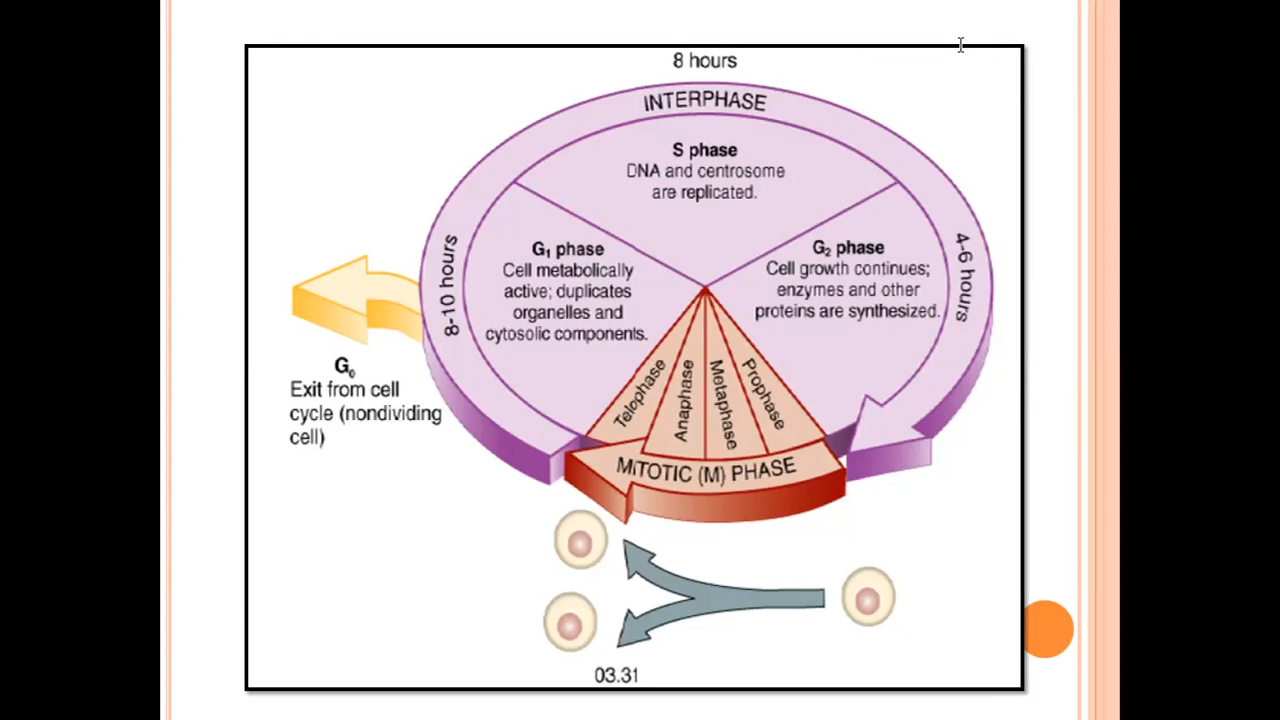 8 hours
INTERPHASE
S phase
DNA and centrosome
are replicated.
G₁ phase
Cell metabolically
active; duplicates
organelles and
cytosolic components.
8-10 hours
G₂ phase
Cell growth continues;
enzymes and other
proteins are synthesized.
4-6 hours
G₀
Exit from cell
cycle (nondividing
cell)
Telophase
Anaphase
Metaphase
Prophase
MITOTIC (M) PHASE
03.31